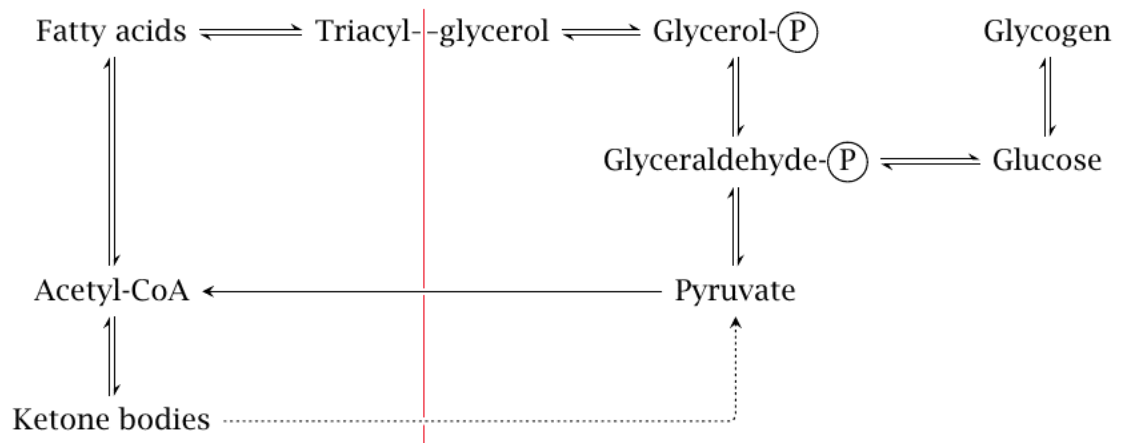 Fatty acids Triacyl- -glycerol Glycerol-P Glycogen
Glyceraldehyde-P Glucose
Acetyl-CoA Pyruvate
Ketone bodies